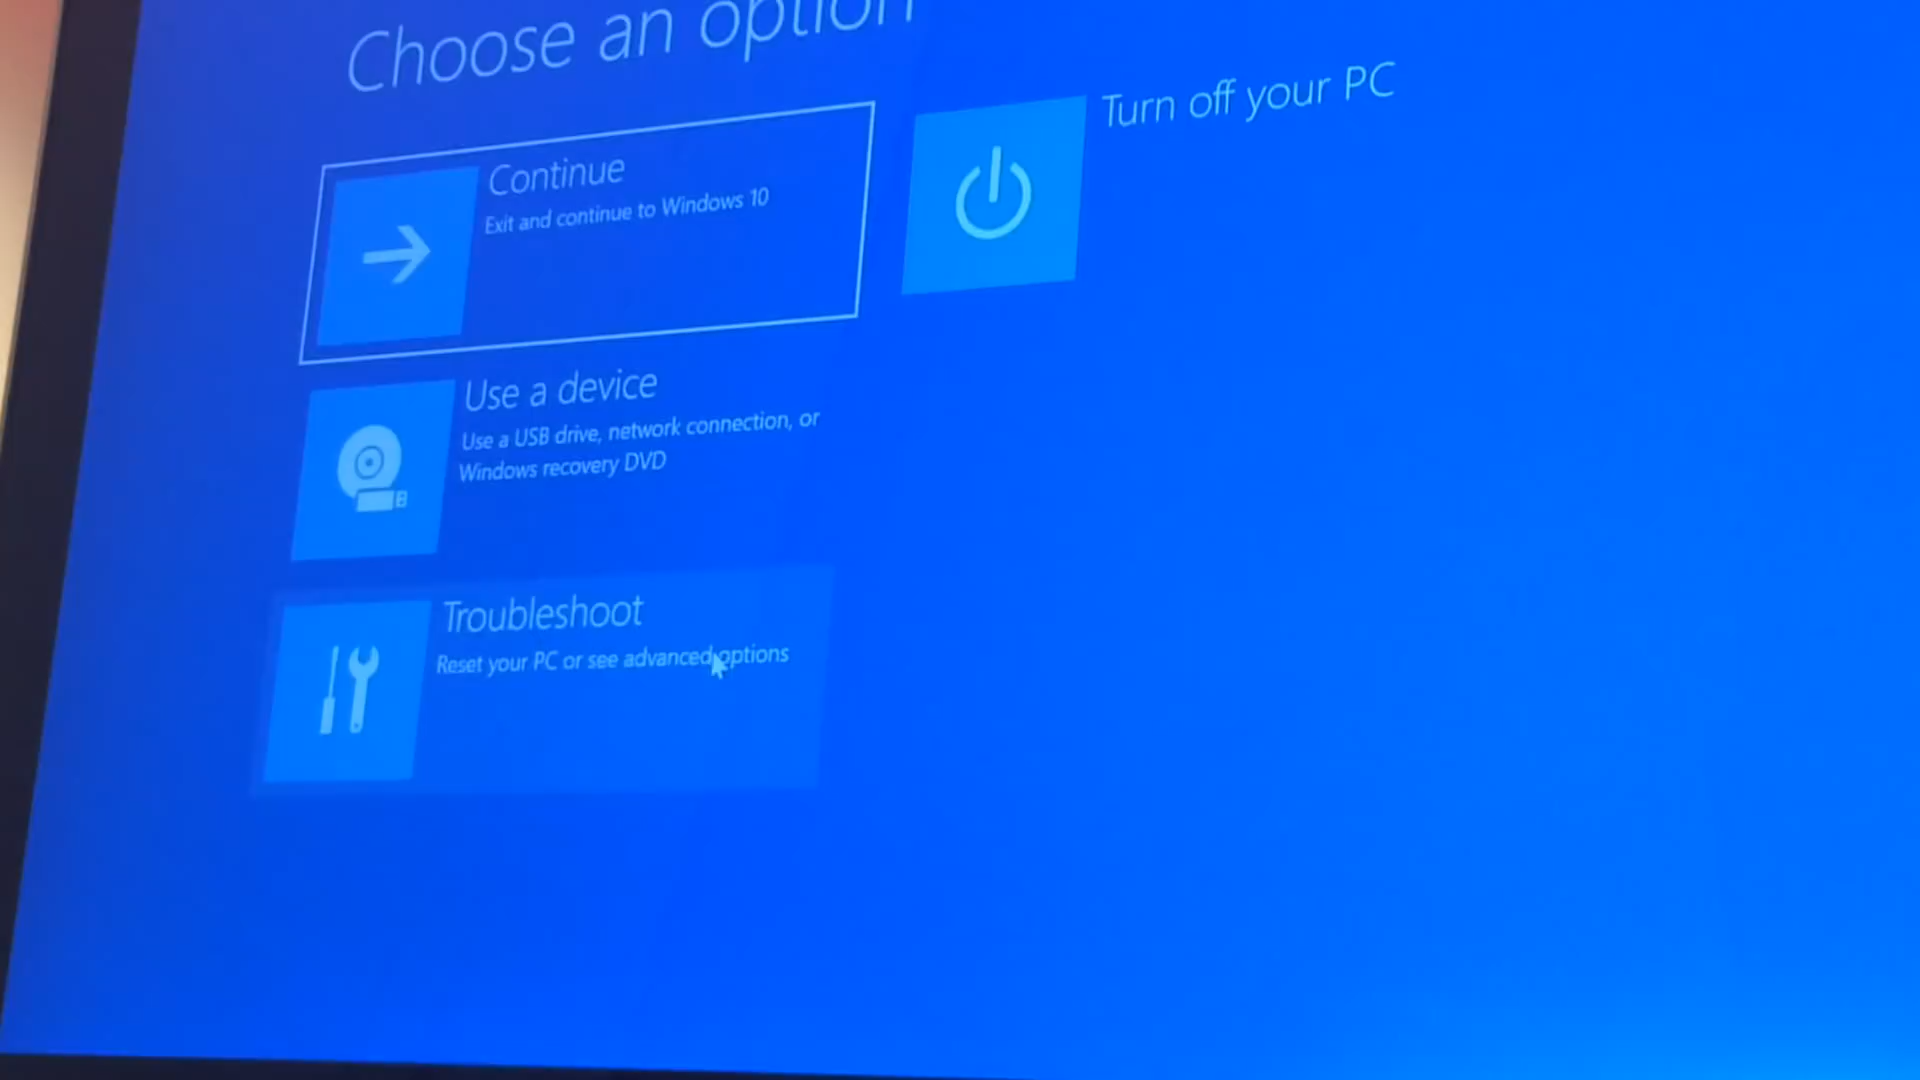 Choose an option
Continue
Exit and continue to Windows 10
Turn off your PC
Use a device
Use a USB drive, network connection, or
Windows recovery DVD
Troubleshoot
Reset your PC or see advanced options